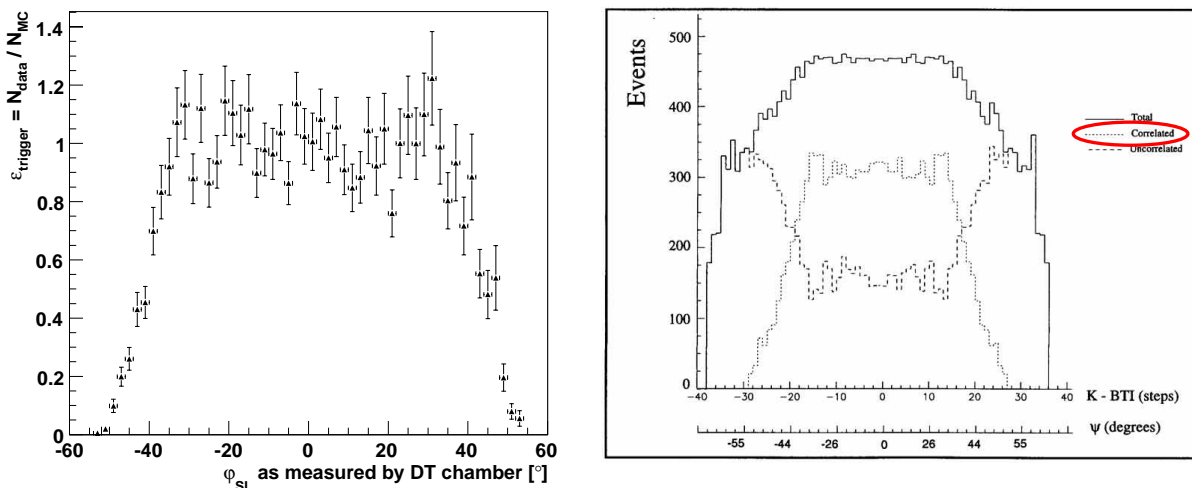 ε_trigger = N_data / N_MC
1.4
1.2
1
0.8
0.6
0.4
0.2
0
-60 -40 -20 0 20 40 60
φ_SL as measured by DT chamber [°]
Events
500
400
300
250
200
100
0
Total
Correlated
Uncorrelated
-40 -30 -20 -10 0 10 20 30 40 K - BTI (steps)
-55 -44 -26 0 26 44 55 Ψ (degrees)